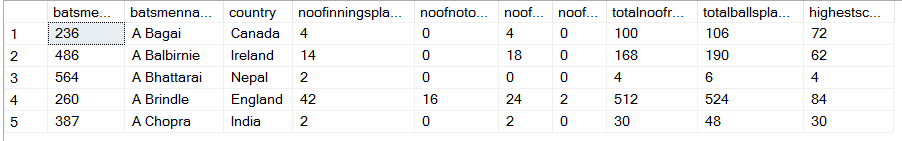 batsme... batsmenna... country noofinningspla... noofnoto... noof... noof... totalnoofr... totalballspla... highestsc...
1 236 A Bagai Canada 4 0 4 0 100 106 72
2 486 A Balbirnie Ireland 14 0 18 0 168 190 62
3 564 A Bhattarai Nepal 2 0 0 0 4 6 4
4 260 A Brindle England 42 16 24 2 512 524 84
5 387 A Chopra India 2 0 2 0 30 48 30